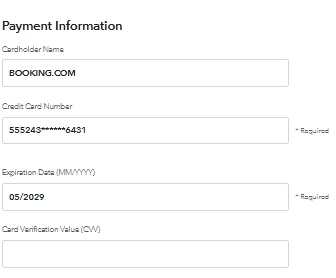 Payment Information
Cardholder Name
BOOKING.COM
Credit Card Number
555243******6431
* Required
Expiration Date (MM/YYYY)
05/2029
* Required
Card Verification Value (CVV)